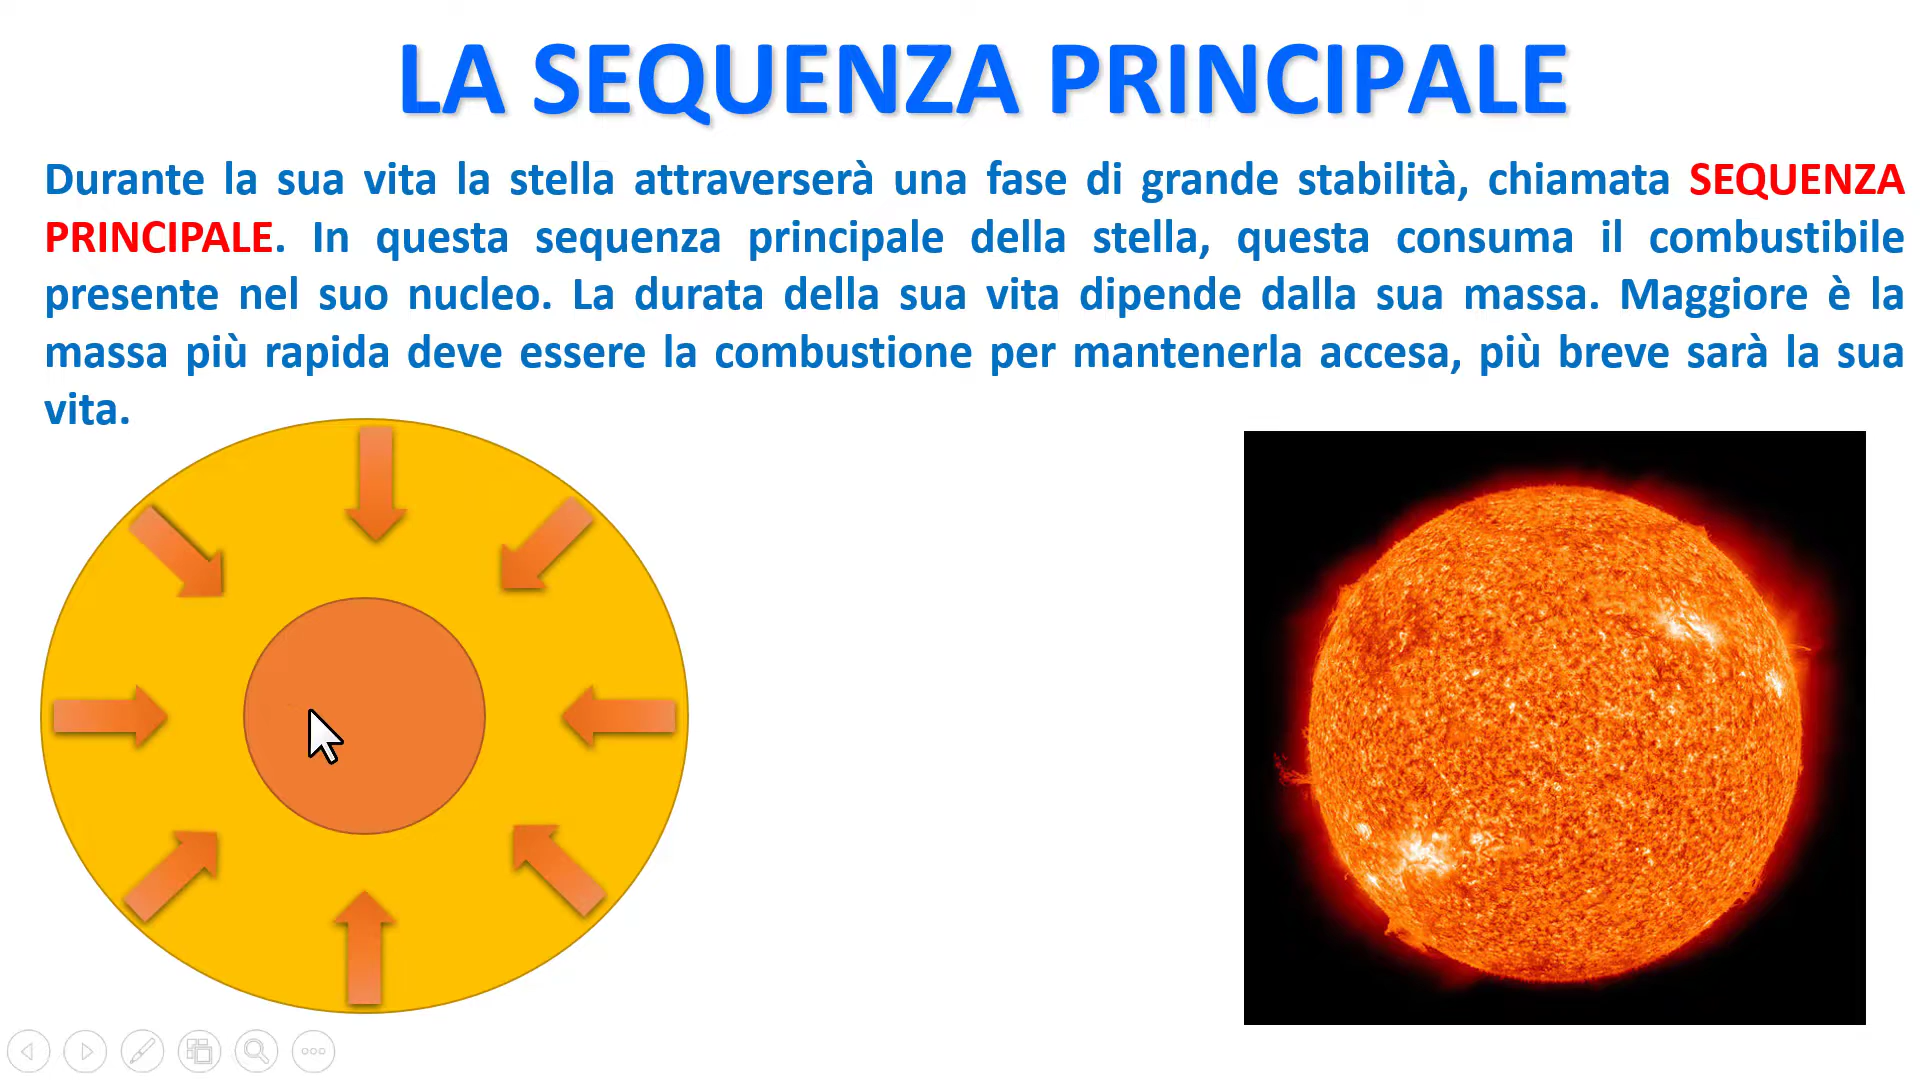 LA SEQUENZA PRINCIPALE
Durante la sua vita la stella attraverserà una fase di grande stabilità, chiamata SEQUENZA
PRINCIPALE. In questa sequenza principale della stella, questa consuma il combustibile
presente nel suo nucleo. La durata della sua vita dipende dalla sua massa. Maggiore è la
massa più rapida deve essere la combustione per mantenerla accesa, più breve sarà la sua
vita.